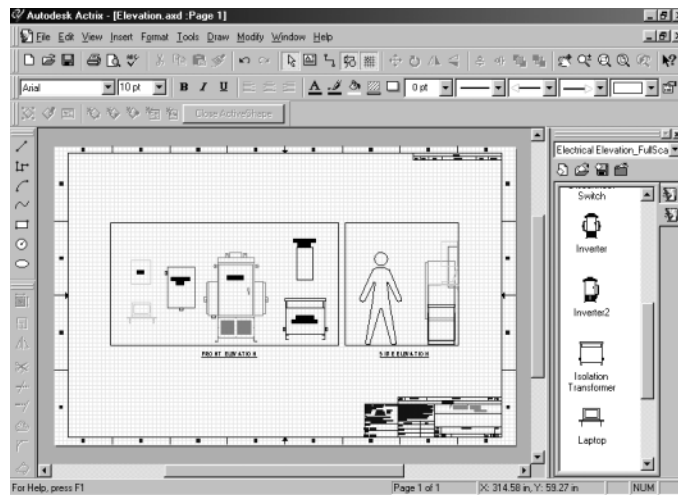 Autodesk Actrix - [Elevation.axd :Page 1]
File Edit View Insert Format Tools Draw Modify Window Help
Arial 10 pt B I U A 0 pt
Close ActiveShape
Electrical Elevation_FullSca
Switch
Inverter
Inverter2
Isolation
Transformer
Laptop
FRONT ELEVATION
SIDE ELEVATION
For Help, press F1 Page 1 of 1 X: 314.58 in, Y: 59.27 in NUM